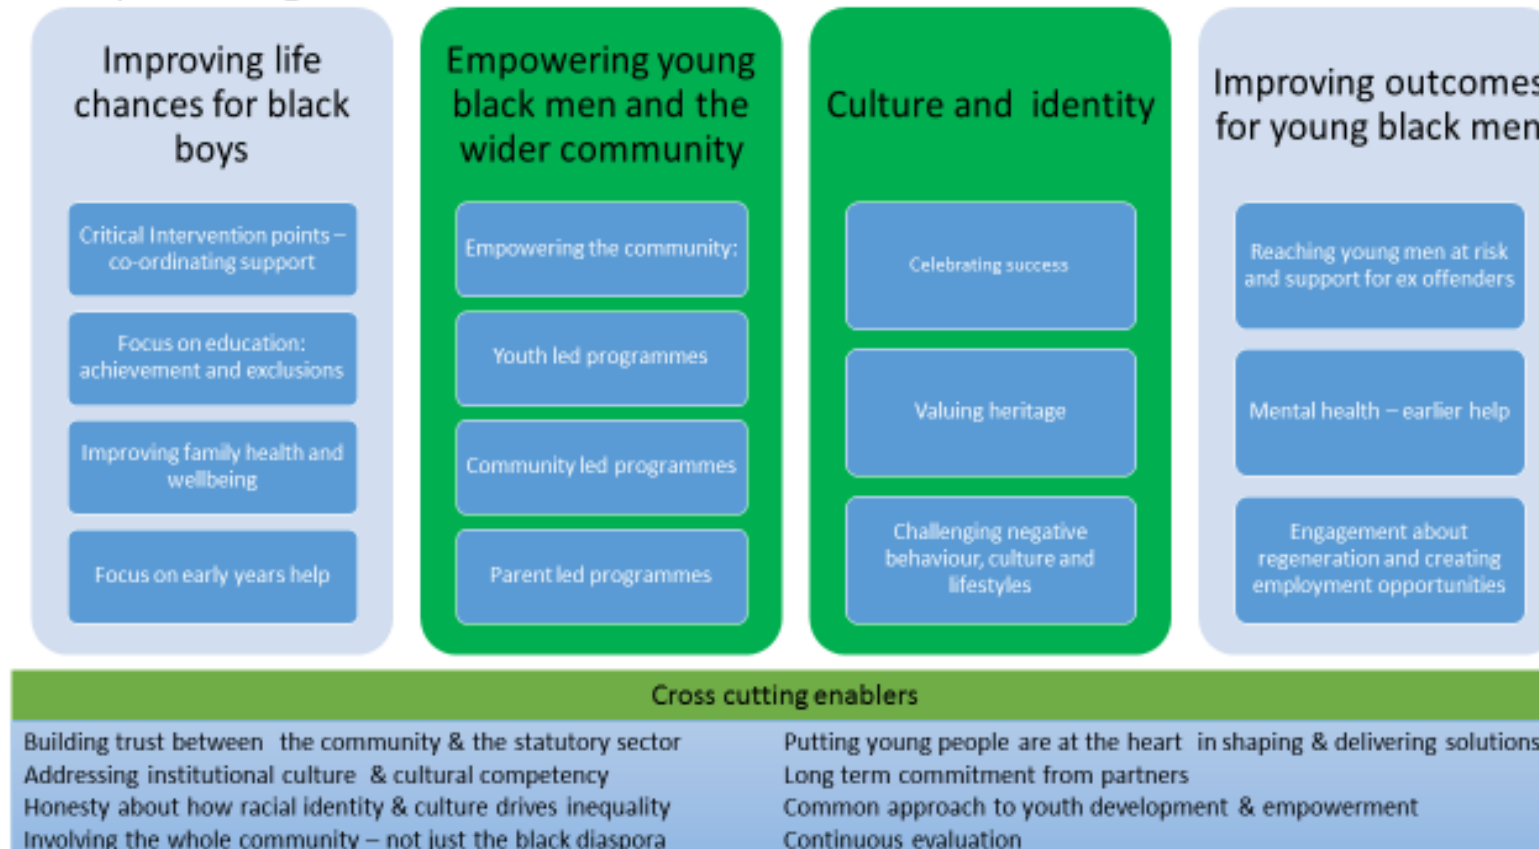 Improving life
chances for black
boys
Critical Intervention points –
co-ordinating support
Focus on education:
achievement and exclusions
Improving family health and
wellbeing
Focus on early years help
Empowering young
black men and the
wider community
Empowering the community:
Youth led programmes
Community led programmes
Parent led programmes
Culture and identity
Celebrating success
Valuing heritage
Challenging negative
behaviour, culture and
lifestyles
Improving outcomes
for young black men
Reaching young men at risk
and support for ex offenders
Mental health – earlier help
Engagement about
regeneration and creating
employment opportunities
Cross cutting enablers
Building trust between the community & the statutory sector
Addressing institutional culture & cultural competency
Honesty about how racial identity & culture drives inequality
Involving the whole community – not just the black diaspora
Putting young people are at the heart in shaping & delivering solutions
Long term commitment from partners
Common approach to youth development & empowerment
Continuous evaluation